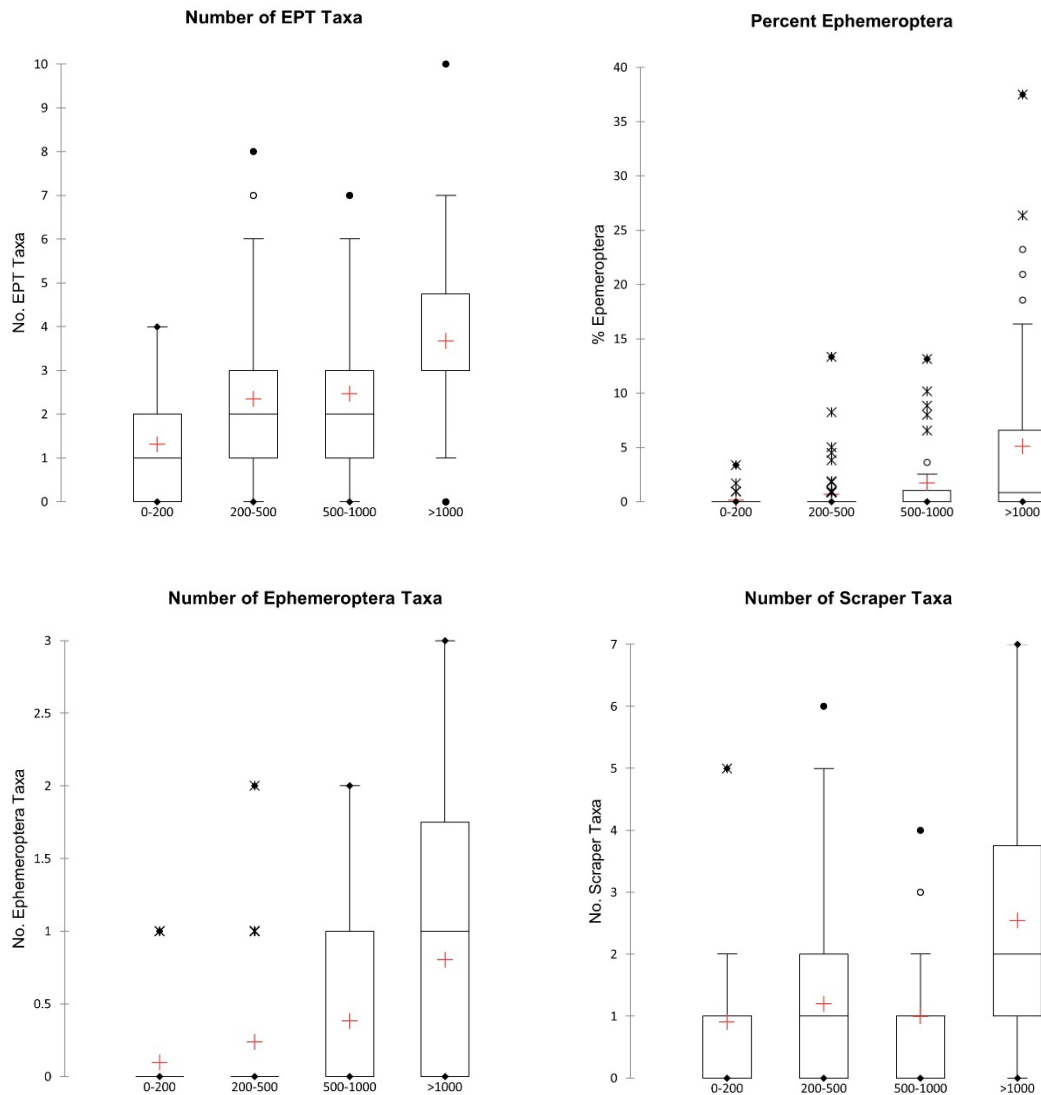 Number of EPT Taxa
No. EPT Taxa
10
9
8
7
6
5
4
3
2
1
0
0-200 200-500 500-1000 >1000
Percent Ephemeroptera
% Epemeroptera
40
35
30
25
20
15
10
5
0
0-200 200-500 500-1000 >1000
Number of Ephemeroptera Taxa
No. Ephemeroptera Taxa
3
2.5
2
1.5
1
0.5
0
0-200 200-500 500-1000 >1000
Number of Scraper Taxa
No. Scraper Taxa
7
6
5
4
3
2
1
0
0-200 200-500 500-1000 >1000